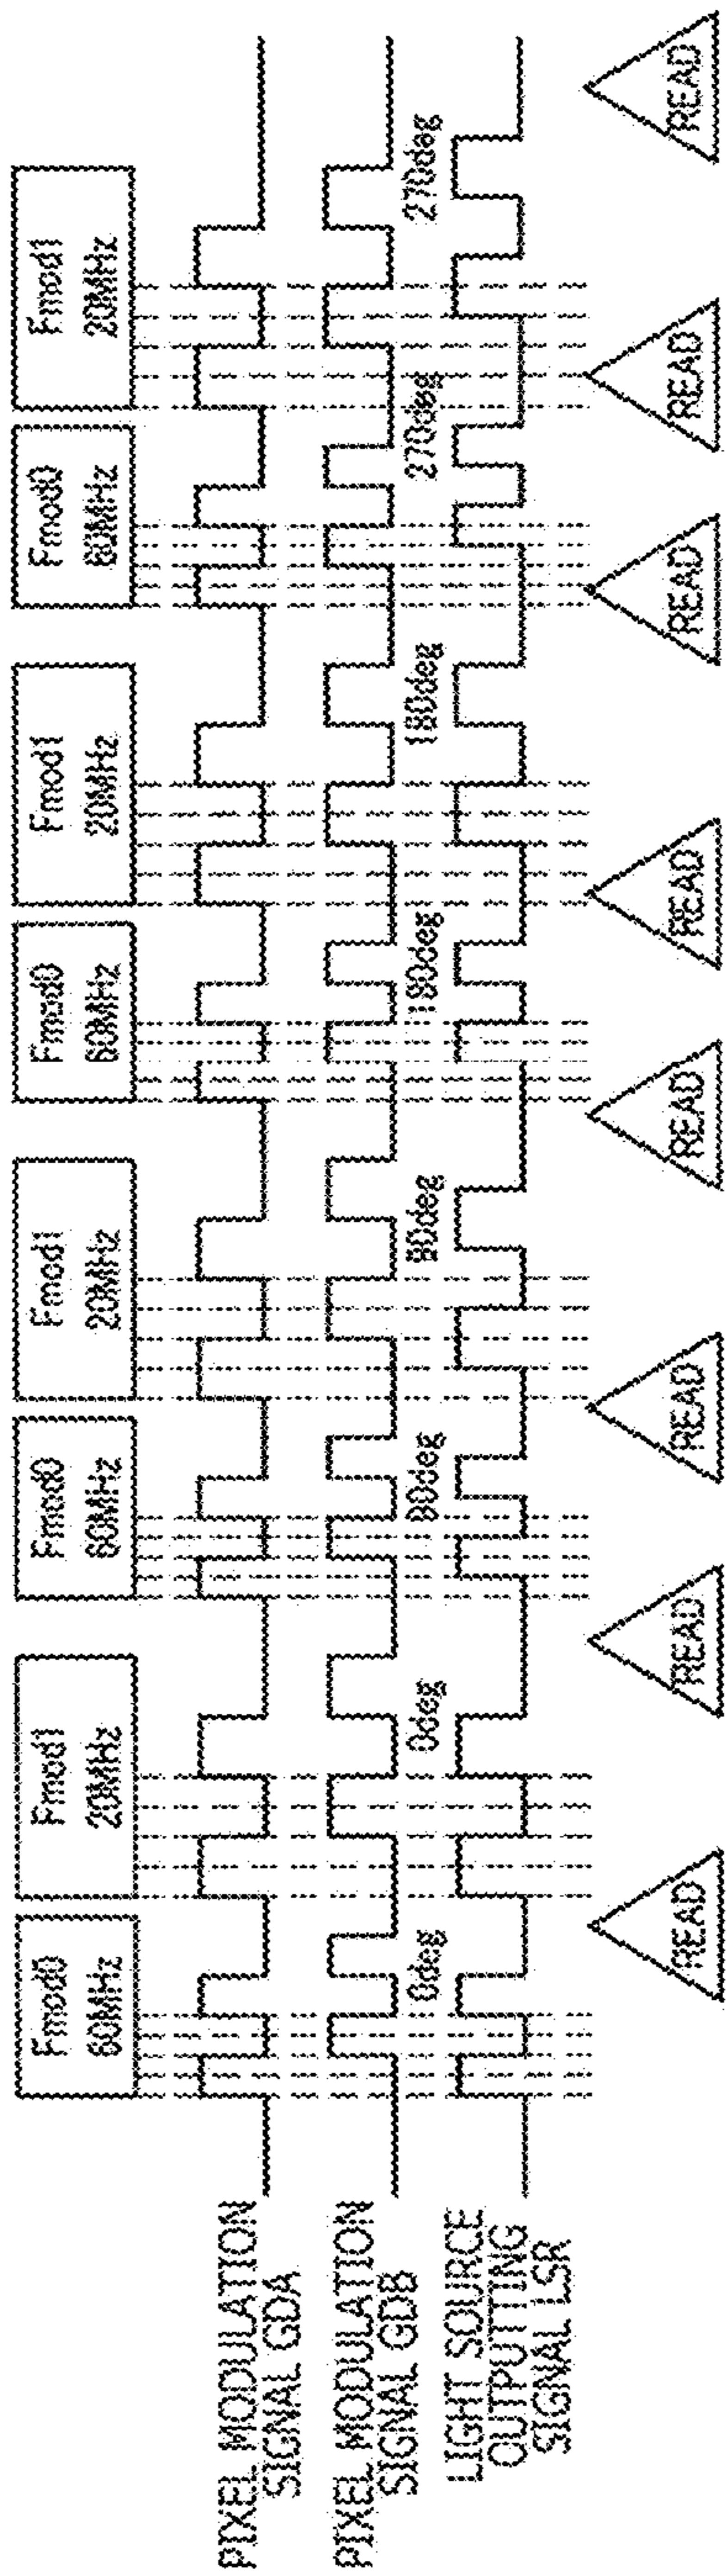 Fmod0
60MHz
Fmod1
20MHz
Fmod0
60MHz
Fmod1
20MHz
Fmod0
60MHz
Fmod1
20MHz
Fmod0
60MHz
Fmod1
20MHz
PIXEL MODULATION
SIGNAL GDA
PIXEL MODULATION
SIGNAL GDB
0deg
0deg
90deg
90deg
180deg
180deg
270deg
270deg
LIGHT SOURCE
OUTPUTTING
SIGNAL LSR
READ
READ
READ
READ
READ
READ
READ
READ